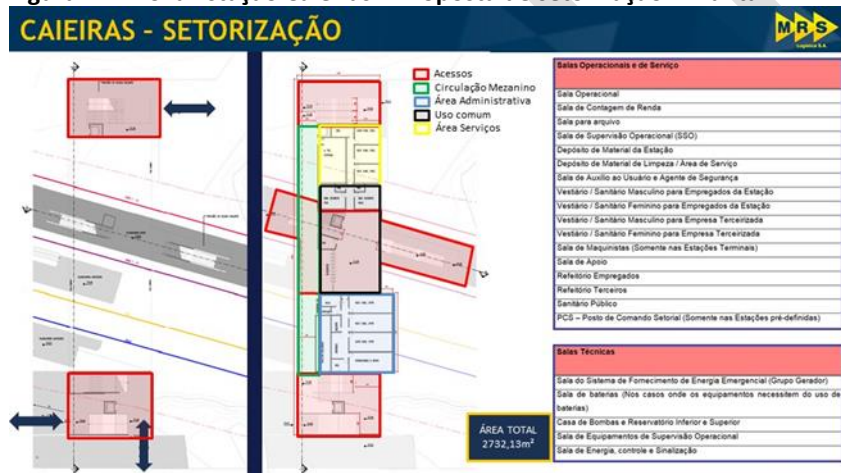 CAIEIRAS - SETORIZAÇÃO
MRS
Logística S.A.
Acessos
Circulação Mezanino
Área Administrativa
Uso comum
Área Serviços
Salas Operacionais e de Serviço
Sala Operacional
Sala de Contagem de Renda
Sala para arquivo
Sala de Supervisão Operacional (SSO)
Depósito de Material da Estação
Depósito de Material de Limpeza / Área de Serviço
Sala de Auxílio ao Usuário e Agente de Segurança
Vestiário / Sanitário Masculino para Empregados da Estação
Vestiário / Sanitário Feminino para Empregados da Estação
Vestiário / Sanitário Masculino para Empresa Terceirizada
Vestiário / Sanitário Feminino para Empresa Terceirizada
Sala de Maquinistas (Somente nas Estações Terminais)
Sala de Apoio
Refeitório Empregados
Refeitório Terceiros
Sanitário Público
PCS – Posto de Comando Setorial (Somente nas Estações pré-definidas)
Salas Técnicas
Sala do Sistema de Fornecimento de Energia Emergencial (Grupo Gerador)
Sala de baterias (Nos casos onde os equipamentos necessitem do uso de
baterias)
Casa de Bombas e Reservatório Inferior e Superior
Sala de Equipamentos de Supervisão Operacional
Sala de Energia, controle e Sinalização
ÁREA TOTAL
2732,13m²